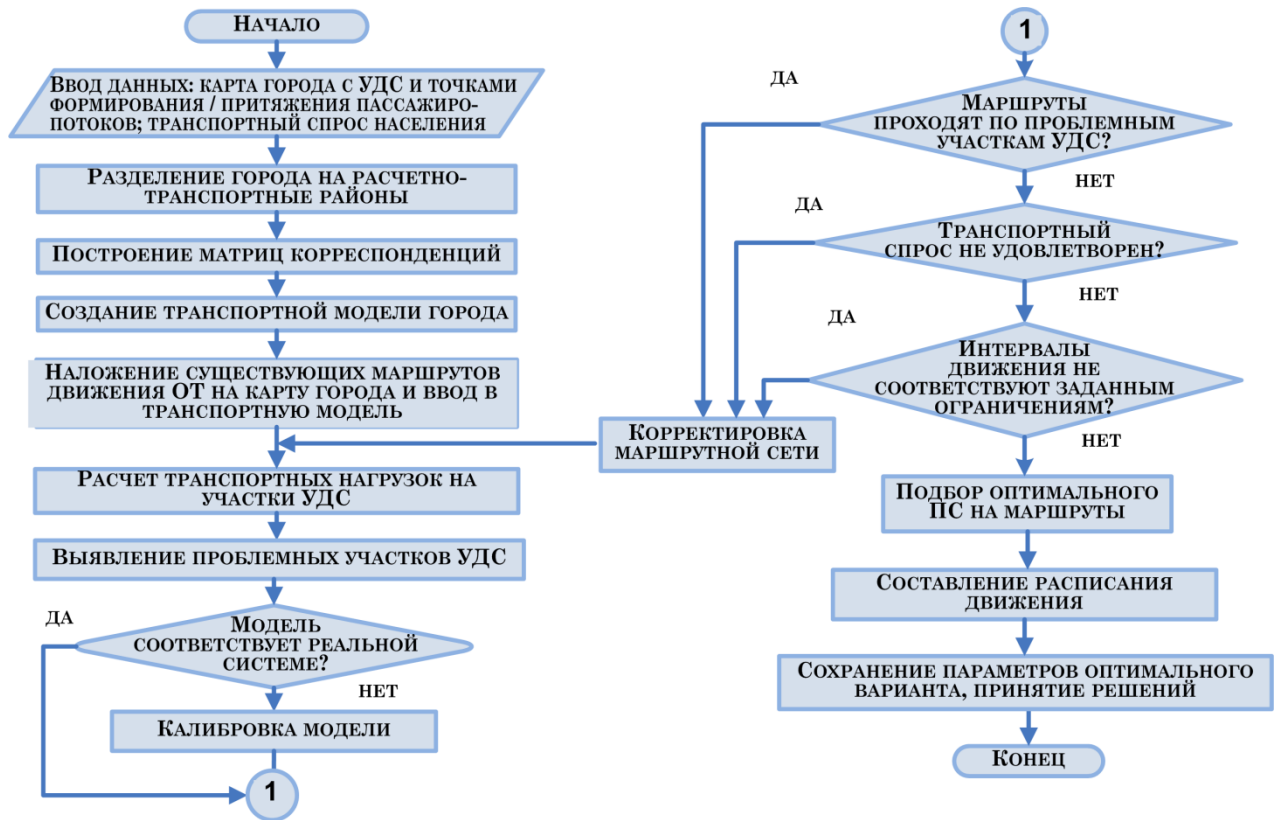 Начало
Ввод данных: карта города с УДС и точками
формирования / притяжения пассажиро-
потоков; транспортный спрос населения
Разделение города на расчетно-
транспортные районы
Построение матриц корреспонденций
Создание транспортной модели города
Наложение существующих маршрутов
движения ОТ на карту города и ввод в
транспортную модель
Расчет транспортных нагрузок на
участки УДС
Выявление проблемных участков УДС
ДА
Модель
соответствует реальной
системе?
НЕТ
Калибровка модели
1
1
ДА
Маршруты
проходят по проблемным
участкам УДС?
НЕТ
ДА
Транспортный
спрос не удовлетворен?
НЕТ
ДА
Интервалы
движения не
соответствуют заданным
ограничениям?
НЕТ
Корректировка
маршрутной сети
Подбор оптимального
ПС на маршруты
Составление расписания
движения
Сохранение параметров оптимального
варианта, принятие решений
Конец